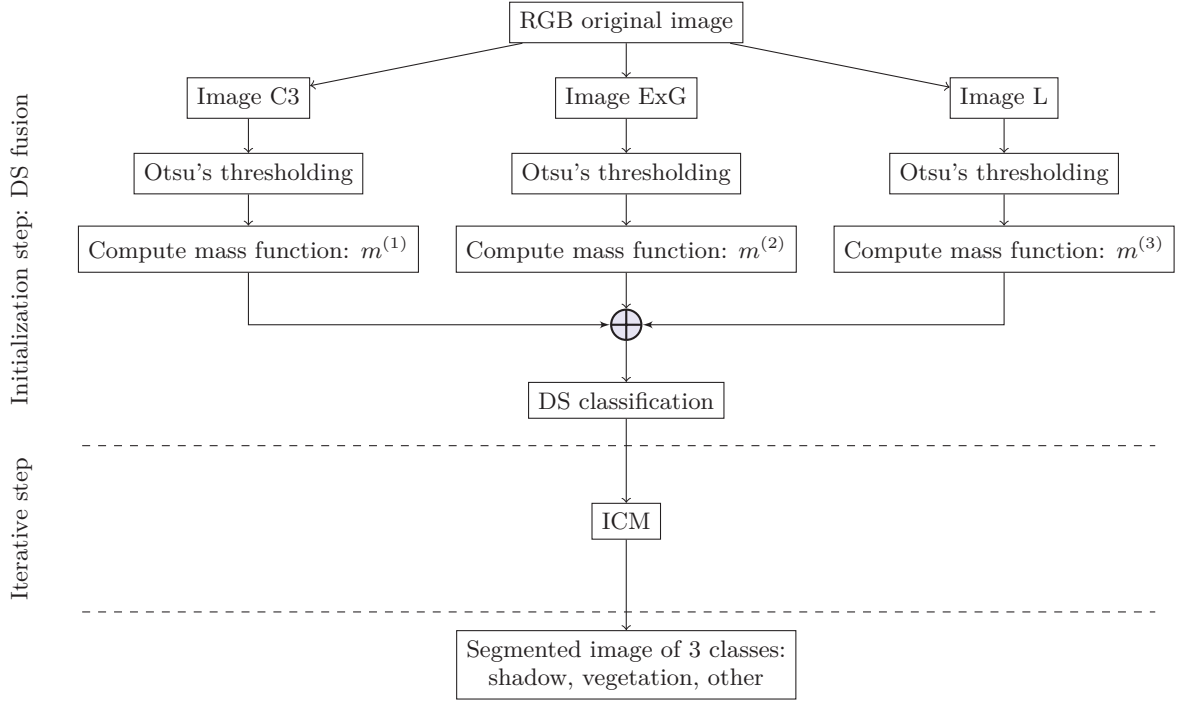 RGB original image
Image C3
Image ExG
Image L
Otsu's thresholding
Otsu's thresholding
Otsu's thresholding
Compute mass function: m^(1)
Compute mass function: m^(2)
Compute mass function: m^(3)
DS classification
Initialization step: DS fusion
ICM
Iterative step
Segmented image of 3 classes:
shadow, vegetation, other